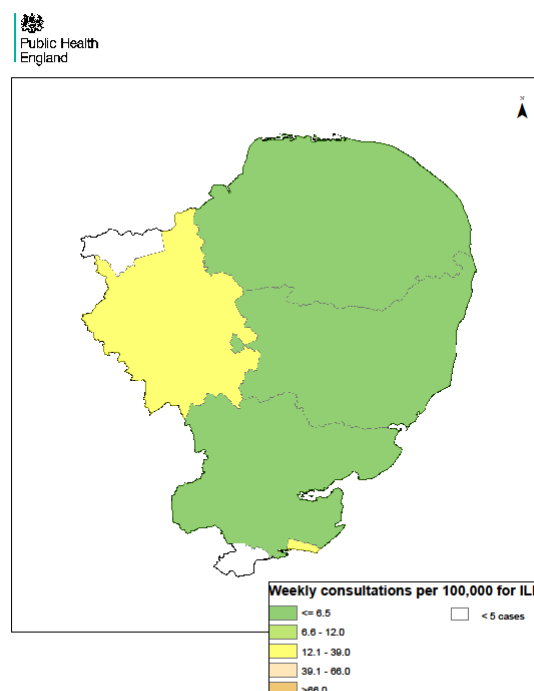 Public Health
England
N
Weekly consultations per 100,000 for ILI
<= 6.5
< 5 cases
6.6 - 12.0
12.1 - 39.0
39.1 - 66.0
>66.0